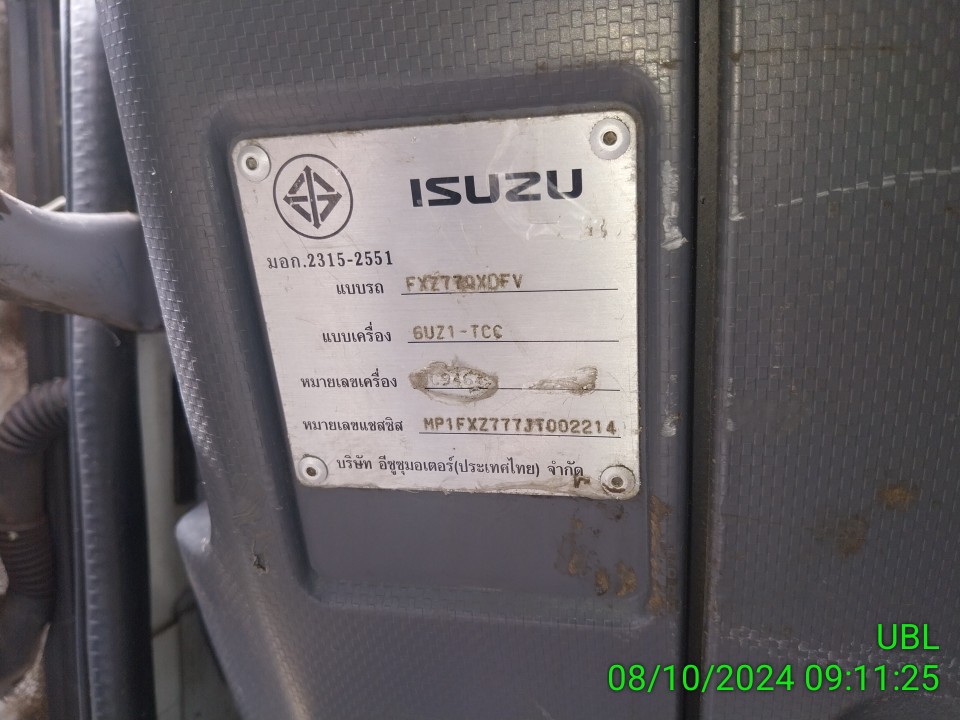 ISUZU
มอก.2315-2551
แบบรถ FXZ77QXDFV
แบบเครื่อง 6UZ1-TCC
หมายเลขเครื่อง
หมายเลขแชสซิส MP1FXZ777JT002214
บริษัท อีซูซุมอเตอร์(ประเทศไทย) จำกัด
UBL
08/10/2024 09:11:25